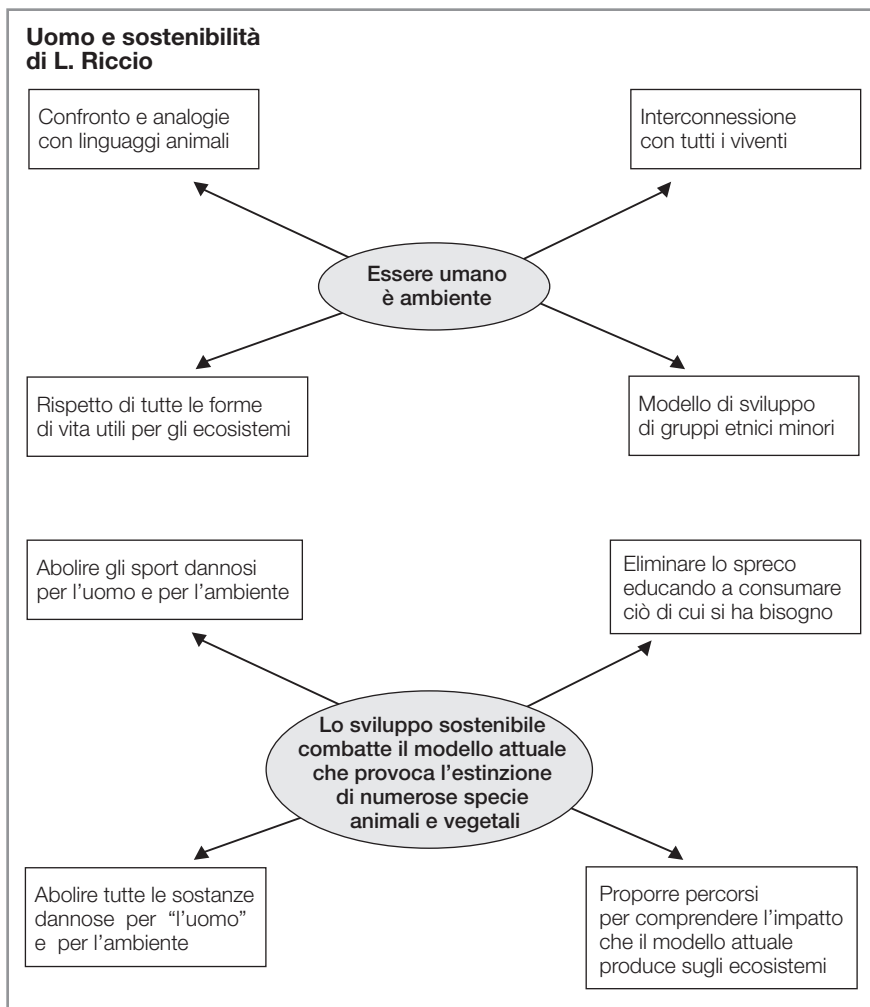 Uomo e sostenibilità
di L. Riccio
Confronto e analogie
con linguaggi animali
Interconnessione
con tutti i viventi
Essere umano
è ambiente
Rispetto di tutte le forme
di vita utili per gli ecosistemi
Modello di sviluppo
di gruppi etnici minori
Abolire gli sport dannosi
per l'uomo e per l'ambiente
Eliminare lo spreco
educando a consumare
ciò di cui si ha bisogno
Lo sviluppo sostenibile
combatte il modello attuale
che provoca l'estinzione
di numerose specie
animali e vegetali
Abolire tutte le sostanze
dannose per “l'uomo”
e per l'ambiente
Proporre percorsi
per comprendere l'impatto
che il modello attuale
produce sugli ecosistemi